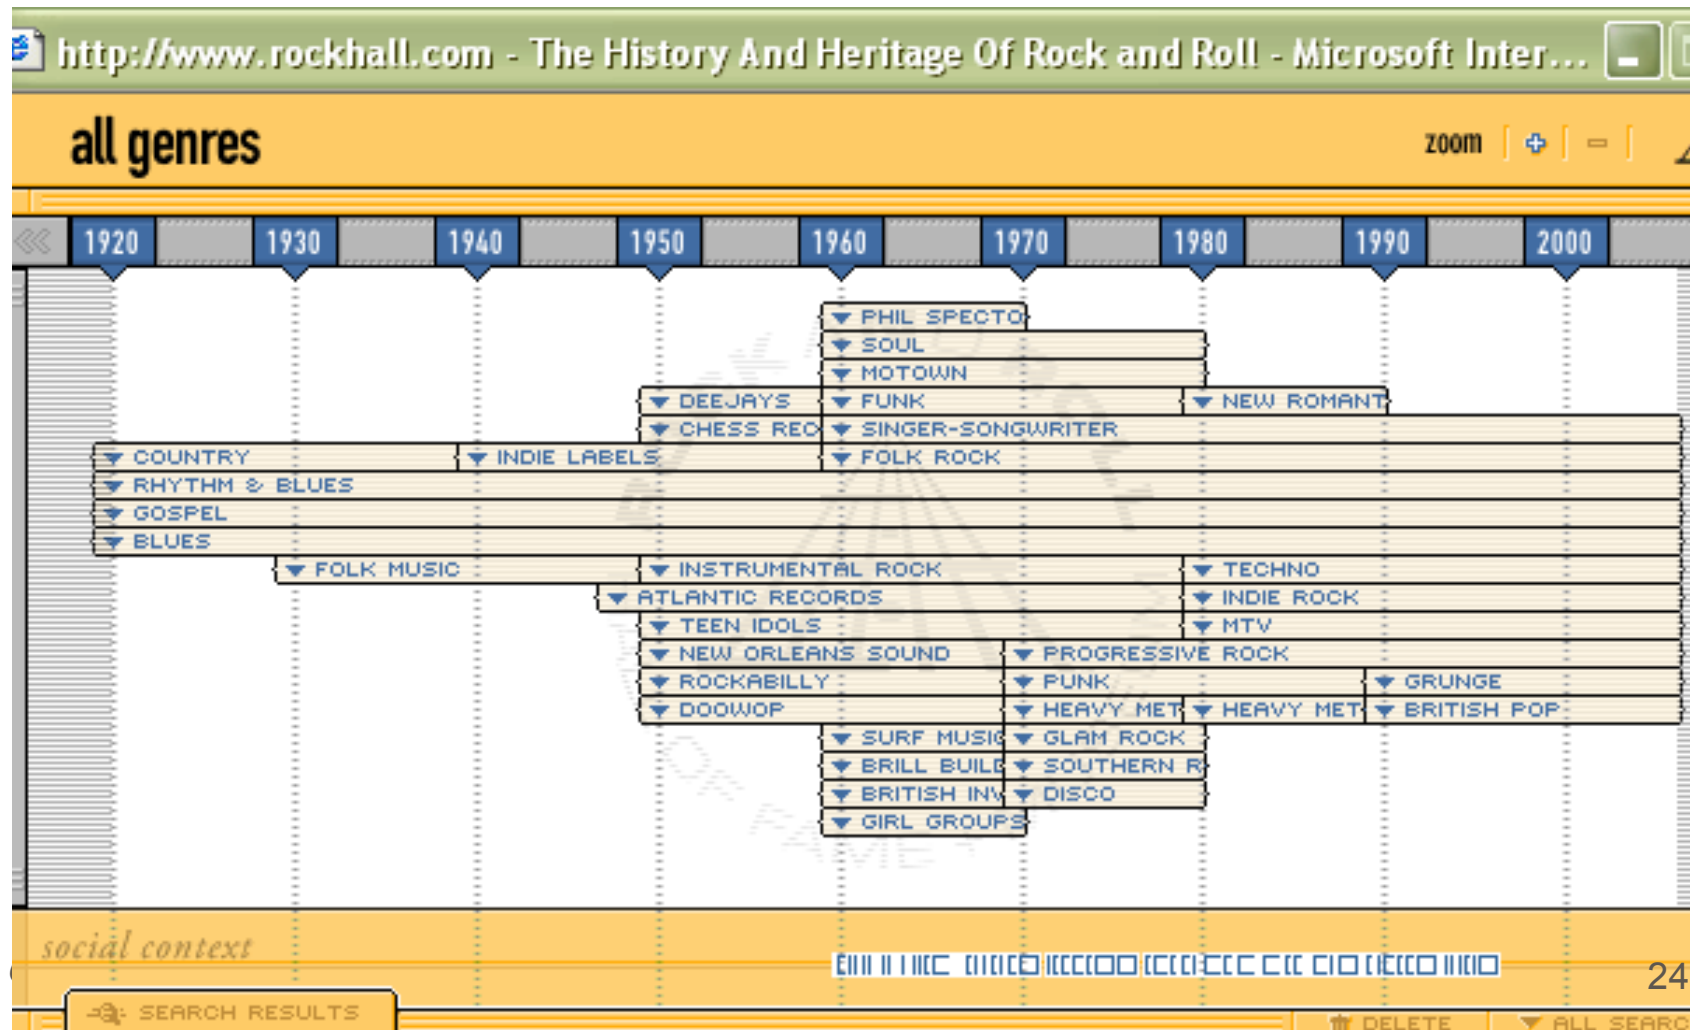 http://www.rockhall.com - The History And Heritage Of Rock and Roll - Microsoft Inter...
all genres zoom
1920 1930 1940 1950 1960 1970 1980 1990 2000
PHIL SPECTO
SOUL
MOTOWN
DEEJAYS FUNK NEW ROMANT
CHESS REC SINGER-SONGWRITER
COUNTRY INDIE LABELS FOLK ROCK
RHYTHM & BLUES
GOSPEL
BLUES
FOLK MUSIC INSTRUMENTAL ROCK TECHNO
ATLANTIC RECORDS INDIE ROCK
TEEN IDOLS MTV
NEW ORLEANS SOUND PROGRESSIVE ROCK
ROCKABILLY PUNK GRUNGE
DOOWOP HEAVY MET HEAVY MET BRITISH POP
SURF MUSIC GLAM ROCK
BRILL BUILD SOUTHERN R
BRITISH INV DISCO
GIRL GROUPS
social context
24
SEARCH RESULTS DELETE ALL SEARC